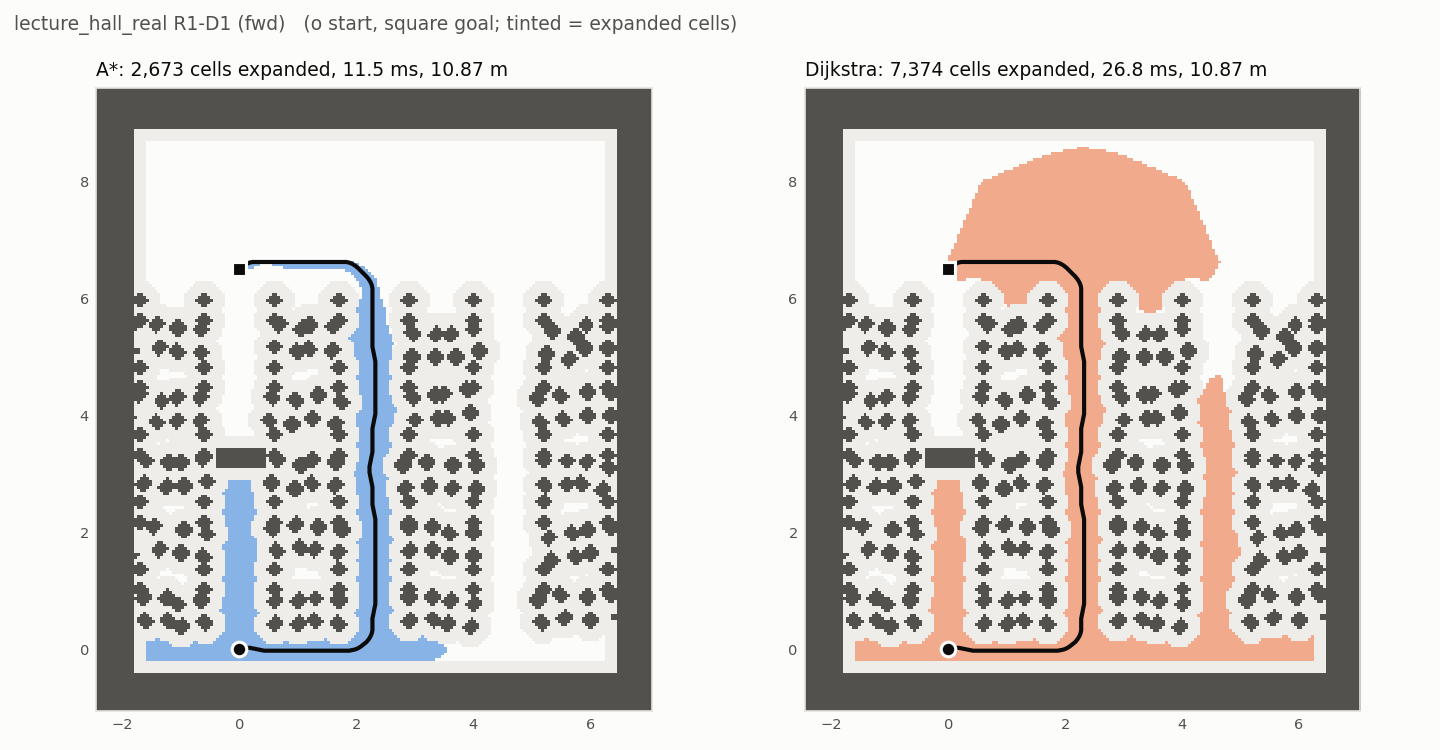 lecture_hall_real R1-D1 (fwd)   (o start, square goal; tinted = expanded cells)
A*: 2,673 cells expanded, 11.5 ms, 10.87 m
Dijkstra: 7,374 cells expanded, 26.8 ms, 10.87 m
8
6
4
2
0
−2 0 2 4 6
8
6
4
2
0
−2 0 2 4 6